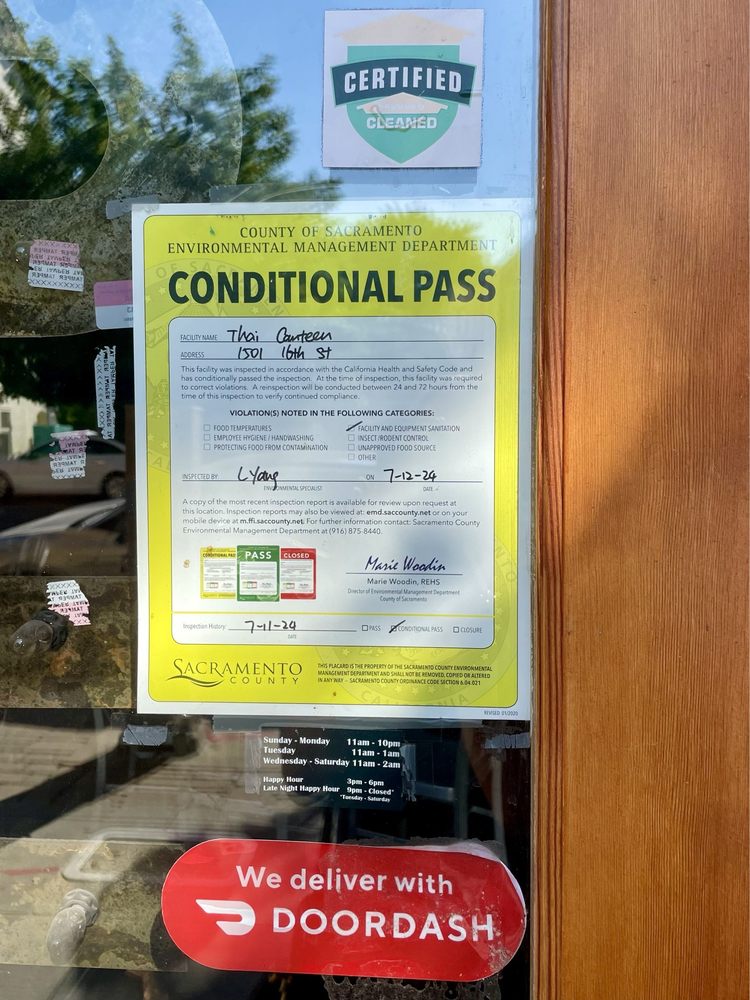 CERTIFIED
CLEANED
COUNTY OF SACRAMENTO
ENVIRONMENTAL MANAGEMENT DEPARTMENT
CONDITIONAL PASS
FACILITY NAME Thai Canteen
ADDRESS 1501 16th St
This facility was inspected in accordance with the California Health and Safety Code and
has conditionally passed the inspection. At the time of inspection, this facility was required
to correct violations. A reinspection will be conducted between 24 and 72 hours from the
time of this inspection to verify continued compliance.
VIOLATION(S) NOTED IN THE FOLLOWING CATEGORIES:
FOOD TEMPERATURES
EMPLOYEE HYGIENE / HANDWASHING
PROTECTING FOOD FROM CONTAMINATION
FACILITY AND EQUIPMENT SANITATION
INSECT/RODENT CONTROL
UNAPPROVED FOOD SOURCE
OTHER
INSPECTED BY: L Yang ON 7-12-24
ENVIRONMENTAL SPECIALIST DATE
A copy of the most recent inspection report is available for review upon request at
this location. Inspection reports may also be viewed at: emd.saccounty.net or on your
mobile device at m.ffi.saccounty.net. For further information contact: Sacramento County
Environmental Management Department at (916) 875-8440.
CONDITIONAL PASS
PASS
CLOSED
Marie Woodin
Marie Woodin, REHS
Director of Environmental Management Department
County of Sacramento
Inspection History: 7-11-24 PASS CONDITIONAL PASS CLOSURE
DATE
SACRAMENTO
COUNTY
THIS PLACARD IS THE PROPERTY OF THE SACRAMENTO COUNTY ENVIRONMENTAL
MANAGEMENT DEPARTMENT AND SHALL NOT BE REMOVED, COPIED OR ALTERED
IN ANY WAY - SACRAMENTO COUNTY ORDINANCE CODE SECTION 6.04.021
REVISED 01/2020
Sunday - Monday 11am - 10pm
Tuesday 11am - 1am
Wednesday - Saturday 11am - 2am
Happy Hour 3pm - 6pm
Late Night Happy Hour 9pm - Closed*
*Tuesday - Saturday
We deliver with
DOORDASH